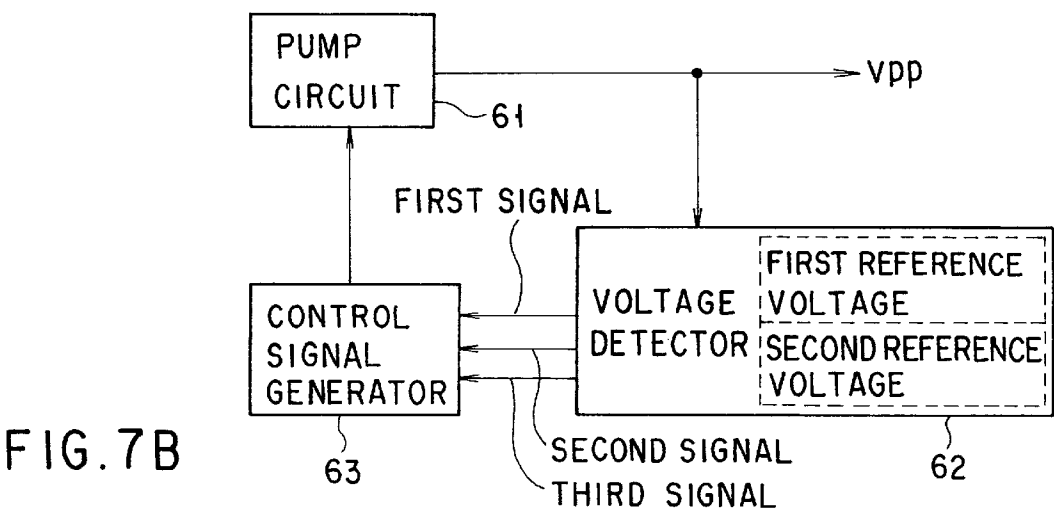 PUMP
CIRCUIT
61
Vpp
FIRST SIGNAL
CONTROL
SIGNAL
GENERATOR
63
VOLTAGE
DETECTOR
FIRST REFERENCE
VOLTAGE
SECOND REFERENCE
VOLTAGE
62
SECOND SIGNAL
THIRD SIGNAL
FIG.7B